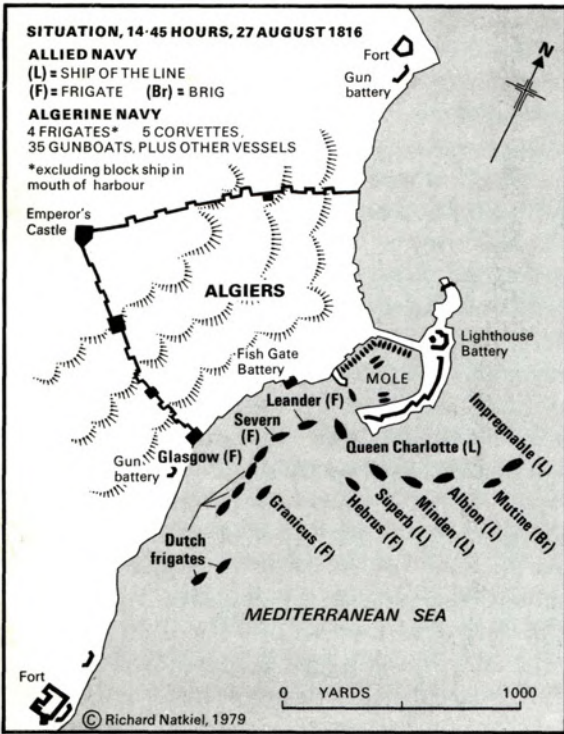 SITUATION, 14·45 HOURS, 27 AUGUST 1816
ALLIED NAVY
(L) = SHIP OF THE LINE
(F) = FRIGATE (Br) = BRIG
ALGERINE NAVY
4 FRIGATES* 5 CORVETTES,
35 GUNBOATS, PLUS OTHER VESSELS
*excluding block ship in
mouth of harbour
Fort
Gun
battery
N
Emperor's
Castle
ALGIERS
Lighthouse
Battery
Fish Gate
Battery
MOLE
Leander (F)
Severn
(F)
Glasgow (F)
Queen Charlotte (L)
Impregnable (L)
Gun
battery
Granicus (F)
Hebrus (F)
Superb (L)
Minden (L)
Albion (L)
Mutine (Br)
Dutch
frigates
MEDITERRANEAN SEA
Fort
0 YARDS 1000
© Richard Natkiel, 1979